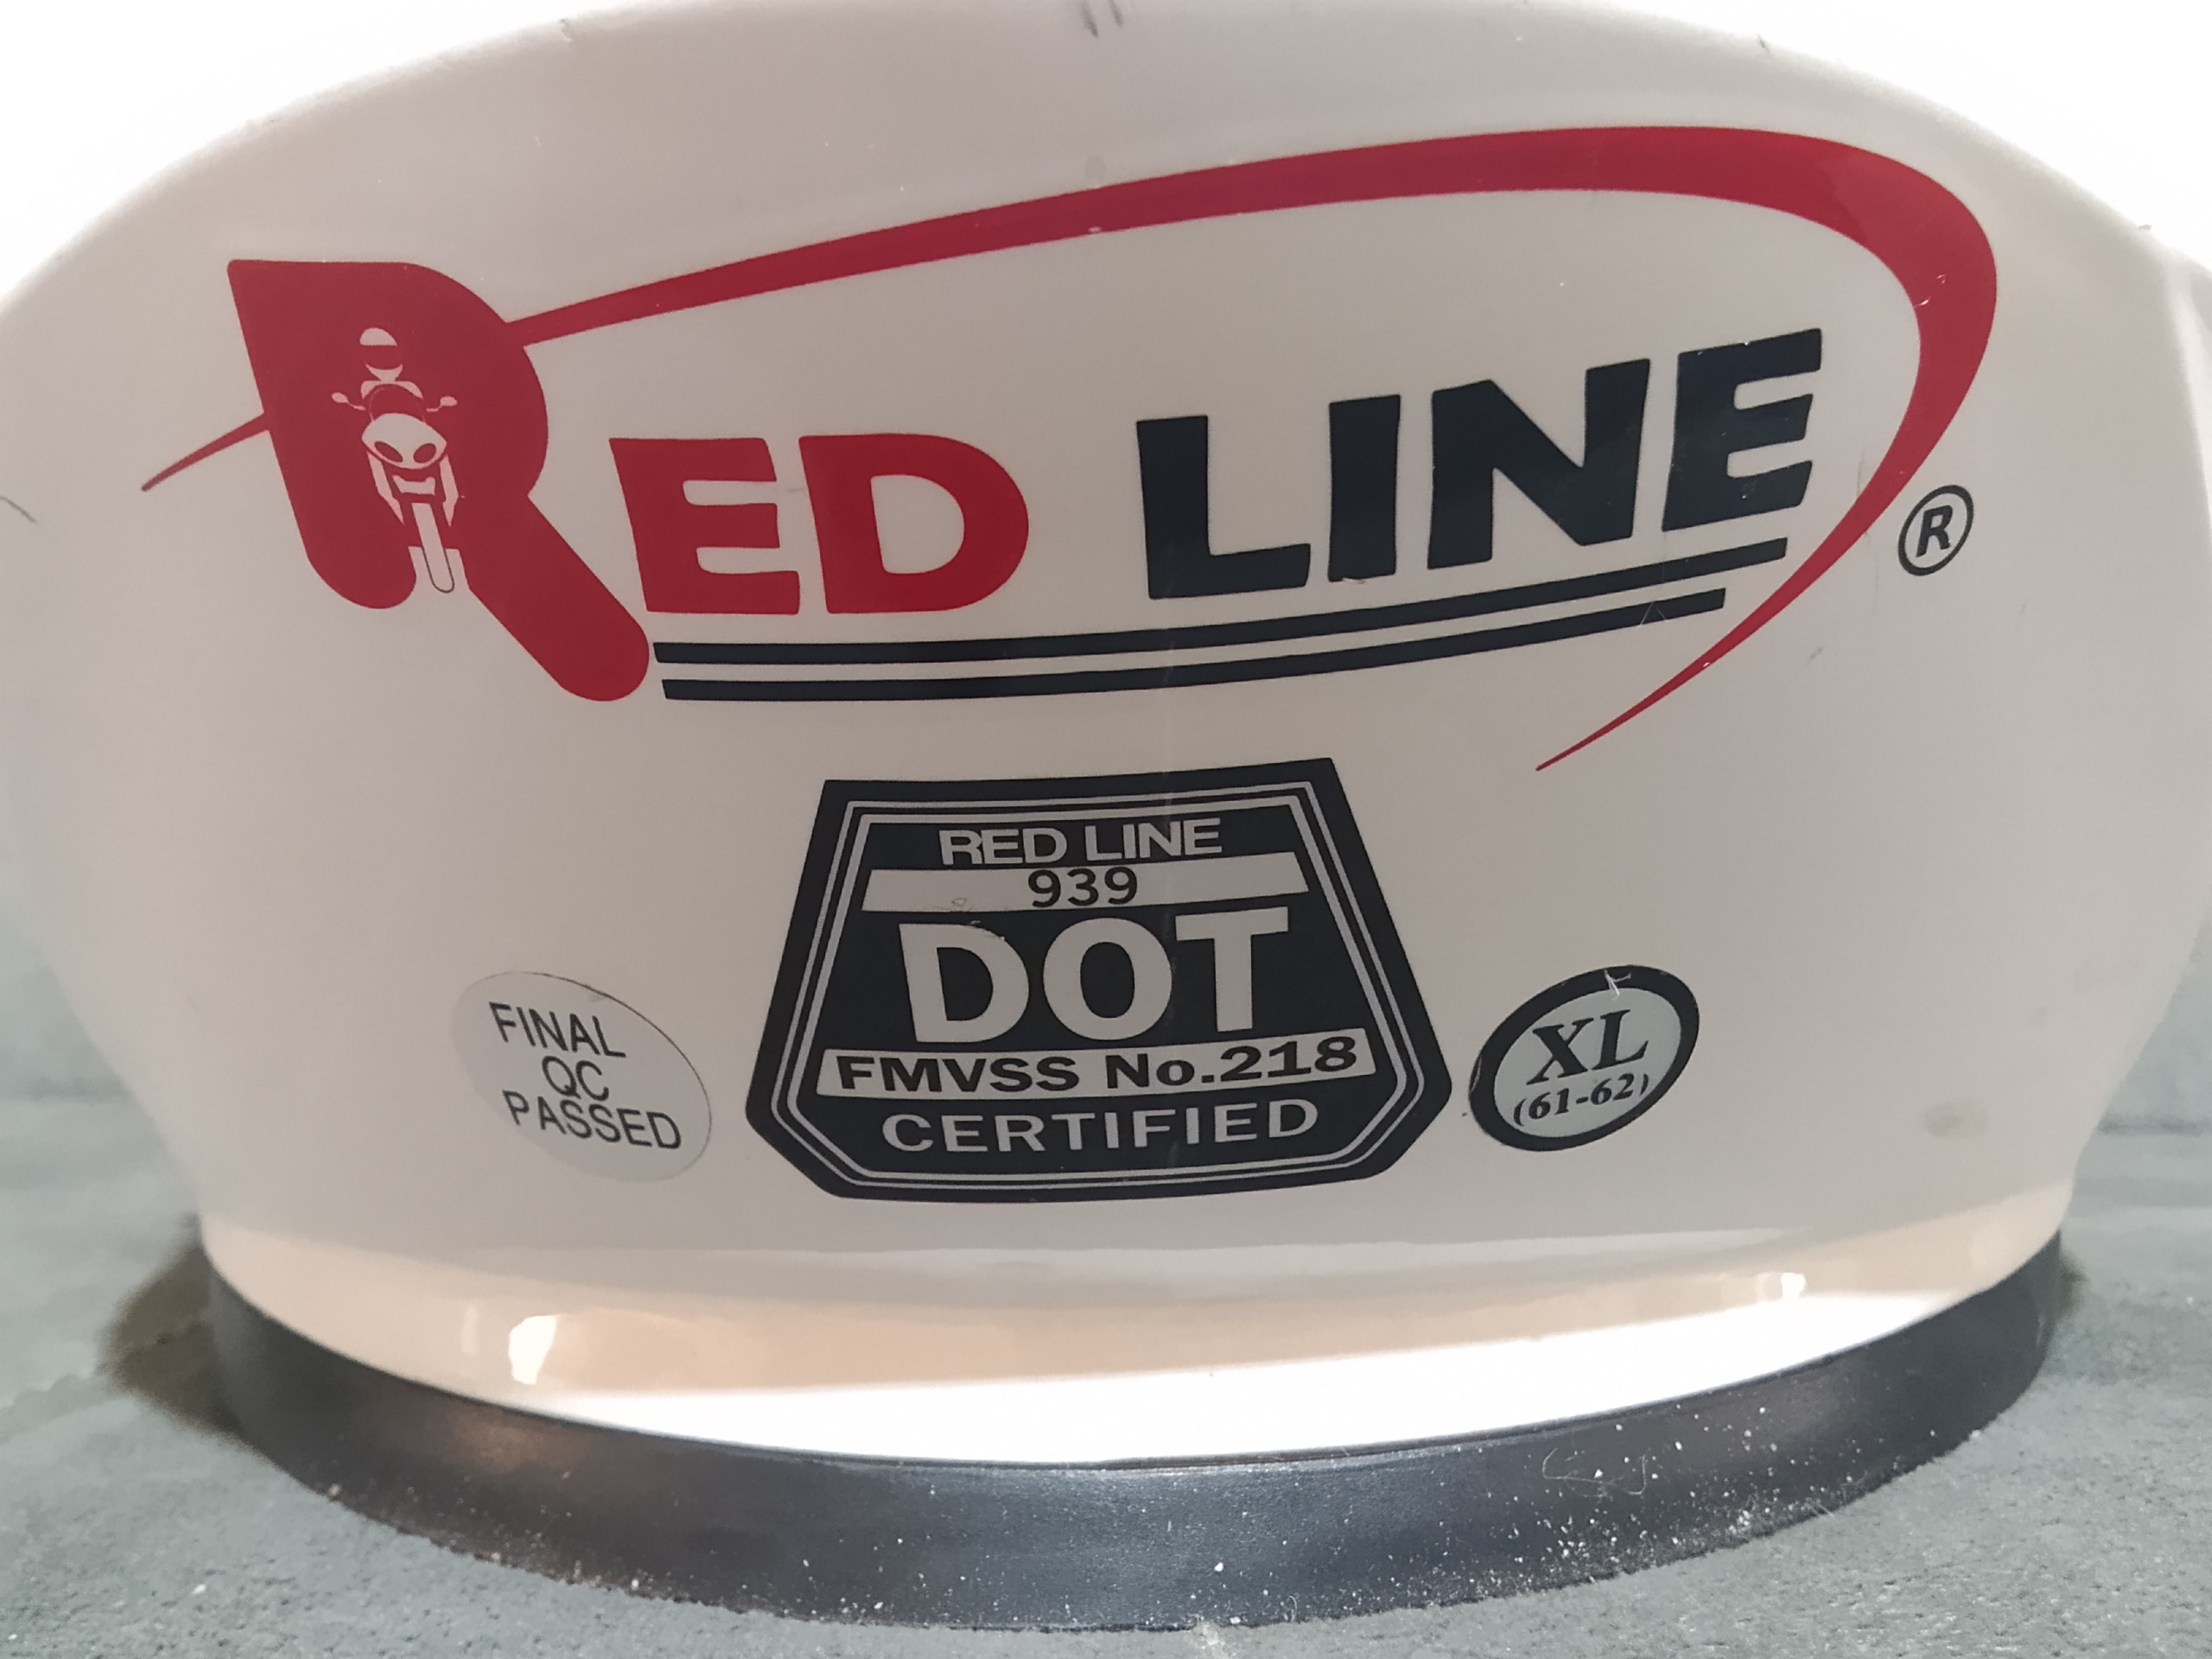 RED LINE
®
RED LINE
939
DOT
FMVSS No.218
CERTIFIED
FINAL
QC
PASSED
XL
(61-62)